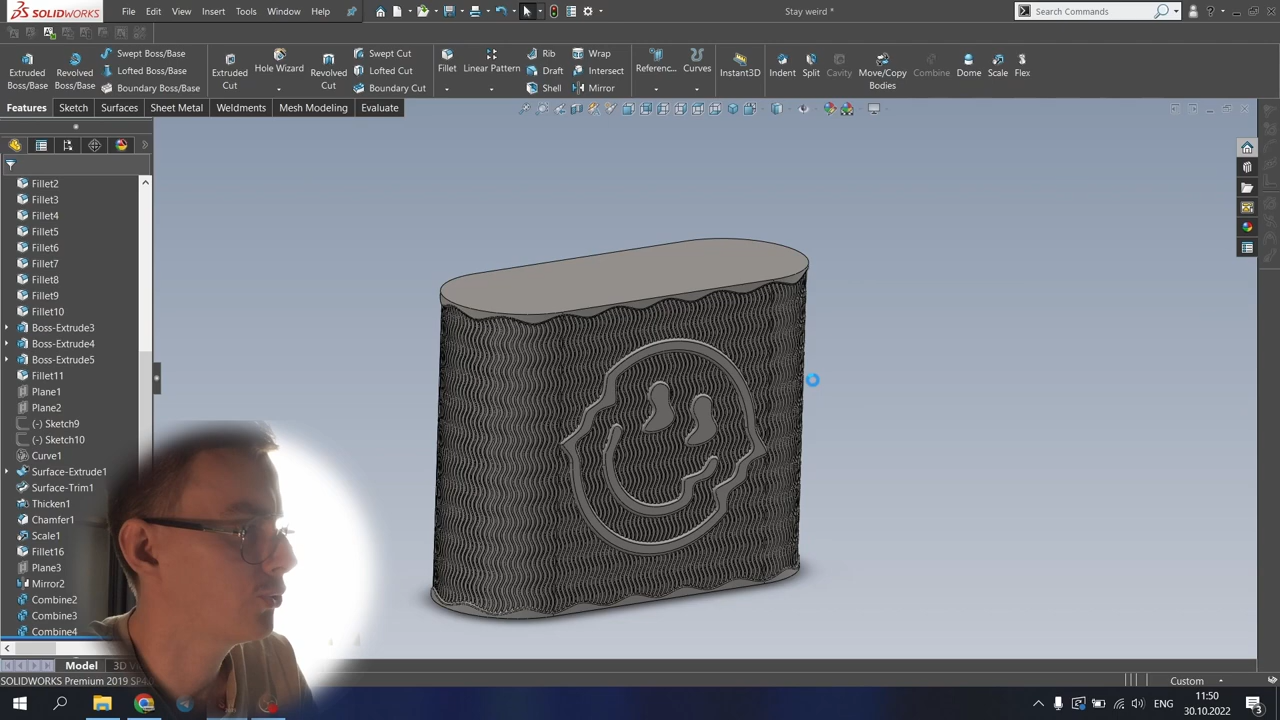 SOLIDWORKS File Edit View Insert Tools Window Help Stay weird * Search Commands
Extruded Boss/Base
Revolved Boss/Base
Swept Boss/Base
Lofted Boss/Base
Boundary Boss/Base
Extruded Cut
Hole Wizard
Revolved Cut
Swept Cut
Lofted Cut
Boundary Cut
Fillet
Linear Pattern
Rib
Draft
Shell
Wrap
Intersect
Mirror
Referenc...
Curves
Instant3D
Indent
Split
Cavity
Move/Copy Bodies
Combine
Dome
Scale
Flex
Features Sketch Surfaces Sheet Metal Weldments Mesh Modeling Evaluate
Fillet2
Fillet3
Fillet4
Fillet5
Fillet6
Fillet7
Fillet8
Fillet9
Fillet10
Boss-Extrude3
Boss-Extrude4
Boss-Extrude5
Fillet11
Plane1
Plane2
(-) Sketch9
(-) Sketch10
Curve1
Surface-Extrude1
Surface-Trim1
Thicken1
Chamfer1
Scale1
Fillet16
Plane3
Mirror2
Combine2
Combine3
Combine4
Model
SOLIDWORKS Premium 2019 Custom
ENG 11:50
30.10.2022
3